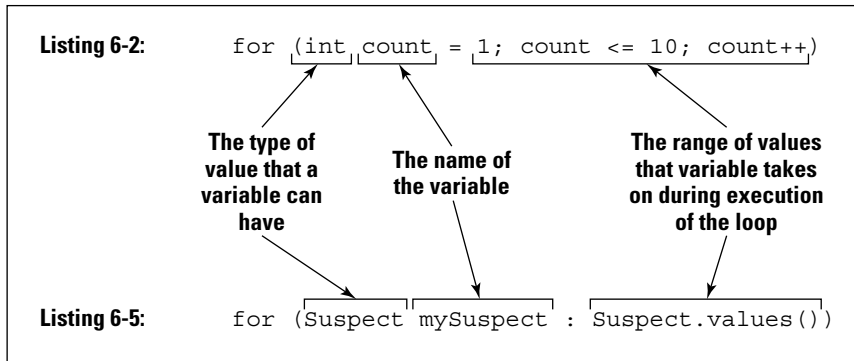 Listing 6-2: for (int count = 1; count <= 10; count++)
The type of
value that a
variable can
have
The name of
the variable
The range of values
that variable takes
on during execution
of the loop
Listing 6-5: for (Suspect mySuspect : Suspect.values())